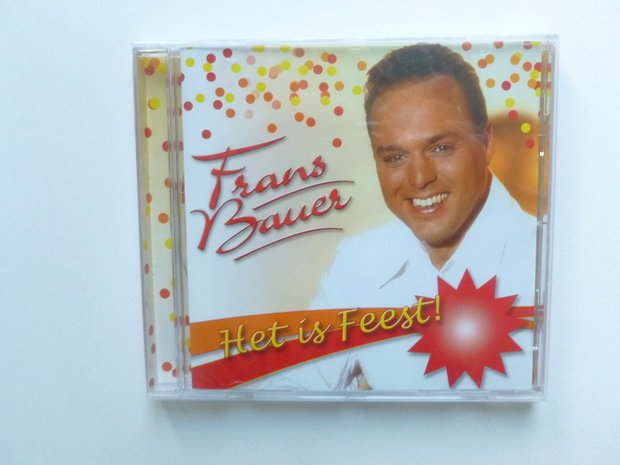 Frans
Bauer
Het is Feest!